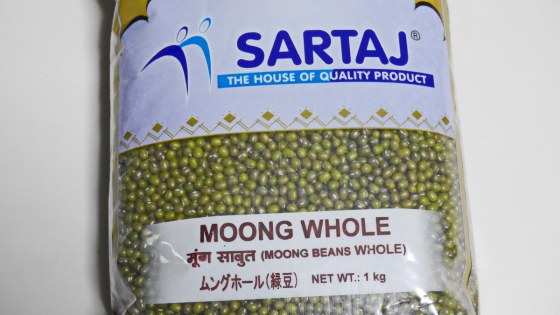 SARTAJ®
THE HOUSE OF QUALITY PRODUCT
MOONG WHOLE
मूंग साबुत (MOONG BEANS WHOLE)
ムングホール(緑豆) NET WT.: 1 kg